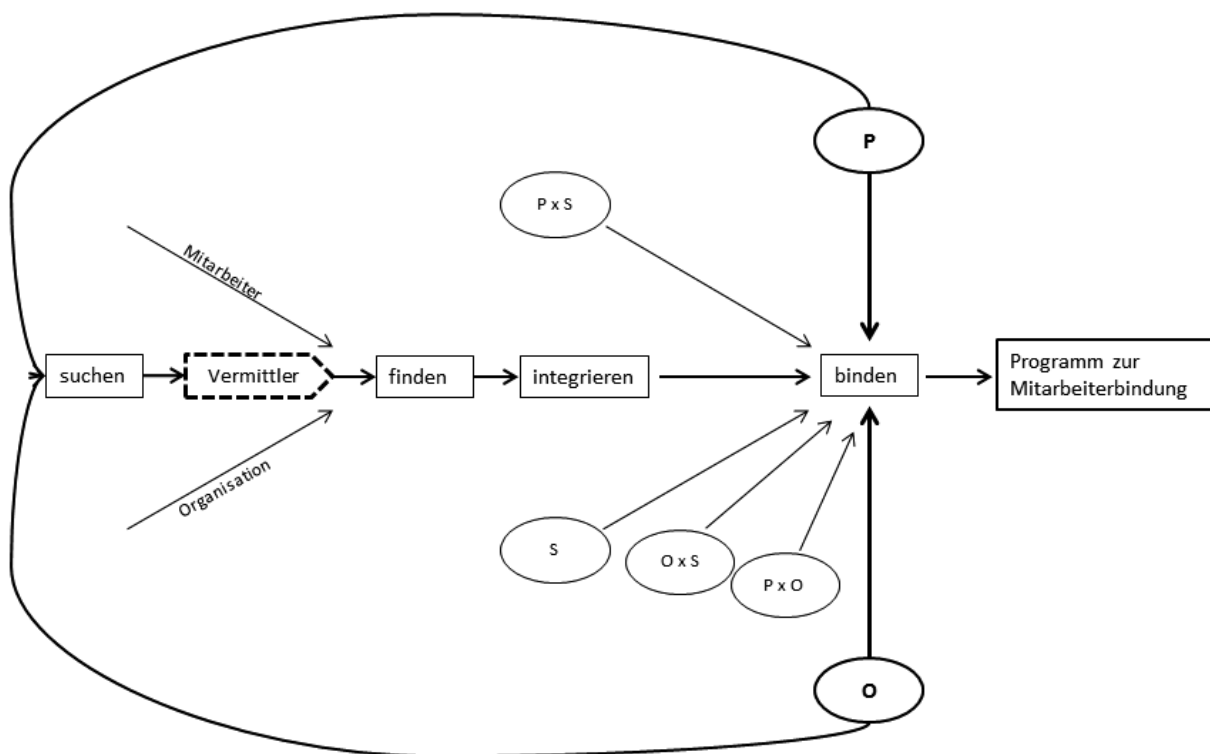 P
P x S
Mitarbeiter
suchen
Vermittler
finden
integrieren
binden
Programm zur
Mitarbeiterbindung
Organisation
S
O x S
P x O
O